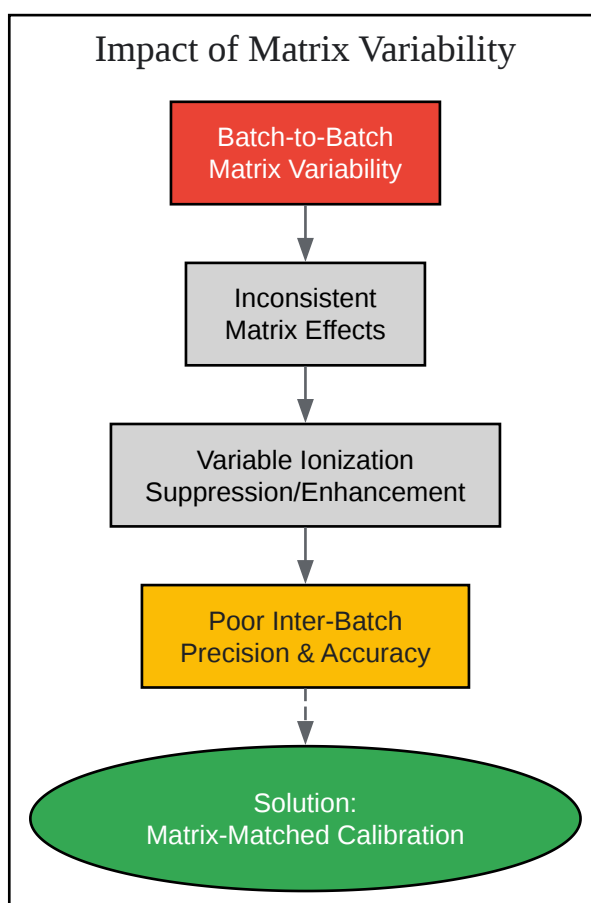 Impact of Matrix Variability
Batch-to-Batch
Matrix Variability
Inconsistent
Matrix Effects
Variable Ionization
Suppression/Enhancement
Poor Inter-Batch
Precision & Accuracy
Solution:
Matrix-Matched Calibration